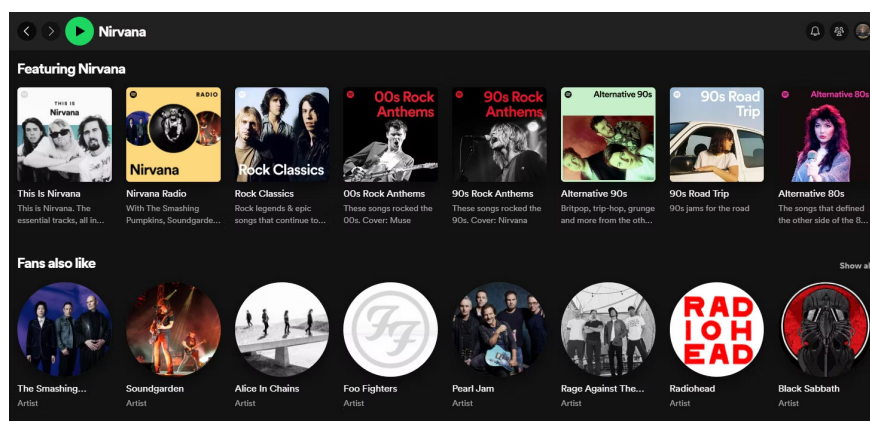 Nirvana
Featuring Nirvana
THIS IS
Nirvana
RADIO
Nirvana
Rock Classics
00s Rock
Anthems
90s Rock
Anthems
Alternative 90s
90s Road
Trip
Alternative 80s
This Is Nirvana
Nirvana Radio
Rock Classics
00s Rock Anthems
90s Rock Anthems
Alternative 90s
90s Road Trip
Alternative 80s
This is Nirvana. The
essential tracks, all in...
With The Smashing
Pumpkins, Soundgarde...
Rock legends & epic
songs that continue to...
These songs rocked the
00s. Cover: Muse
These songs rocked the
90s. Cover: Nirvana
Britpop, trip-hop, grunge
and more from the oth...
90s jams for the road
The songs that defined
the other side of the 8...
Fans also like
Show al
FF
RAD
IOH
EAD
The Smashing...
Soundgarden
Alice In Chains
Foo Fighters
Pearl Jam
Rage Against The...
Radiohead
Black Sabbath
Artist
Artist
Artist
Artist
Artist
Artist
Artist
Artist